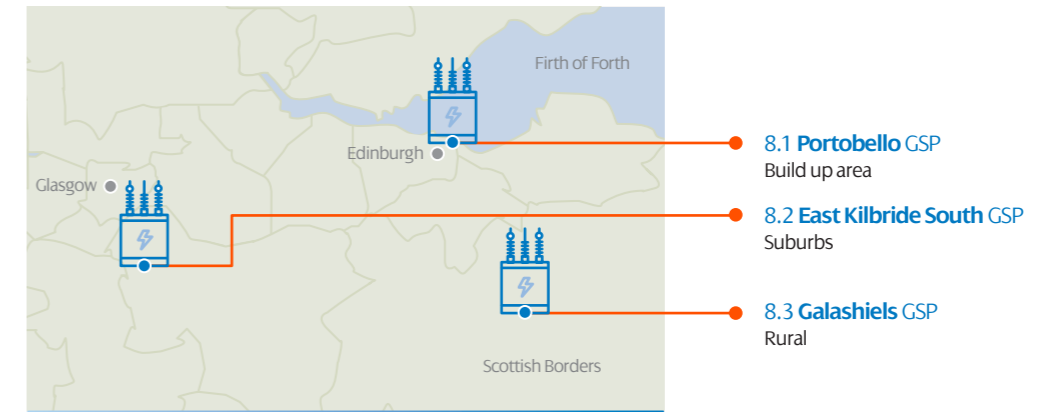 Firth of Forth
Edinburgh
Glasgow
Scottish Borders
8.1 Portobello GSP
Build up area
8.2 East Kilbride South GSP
Suburbs
8.3 Galashiels GSP
Rural